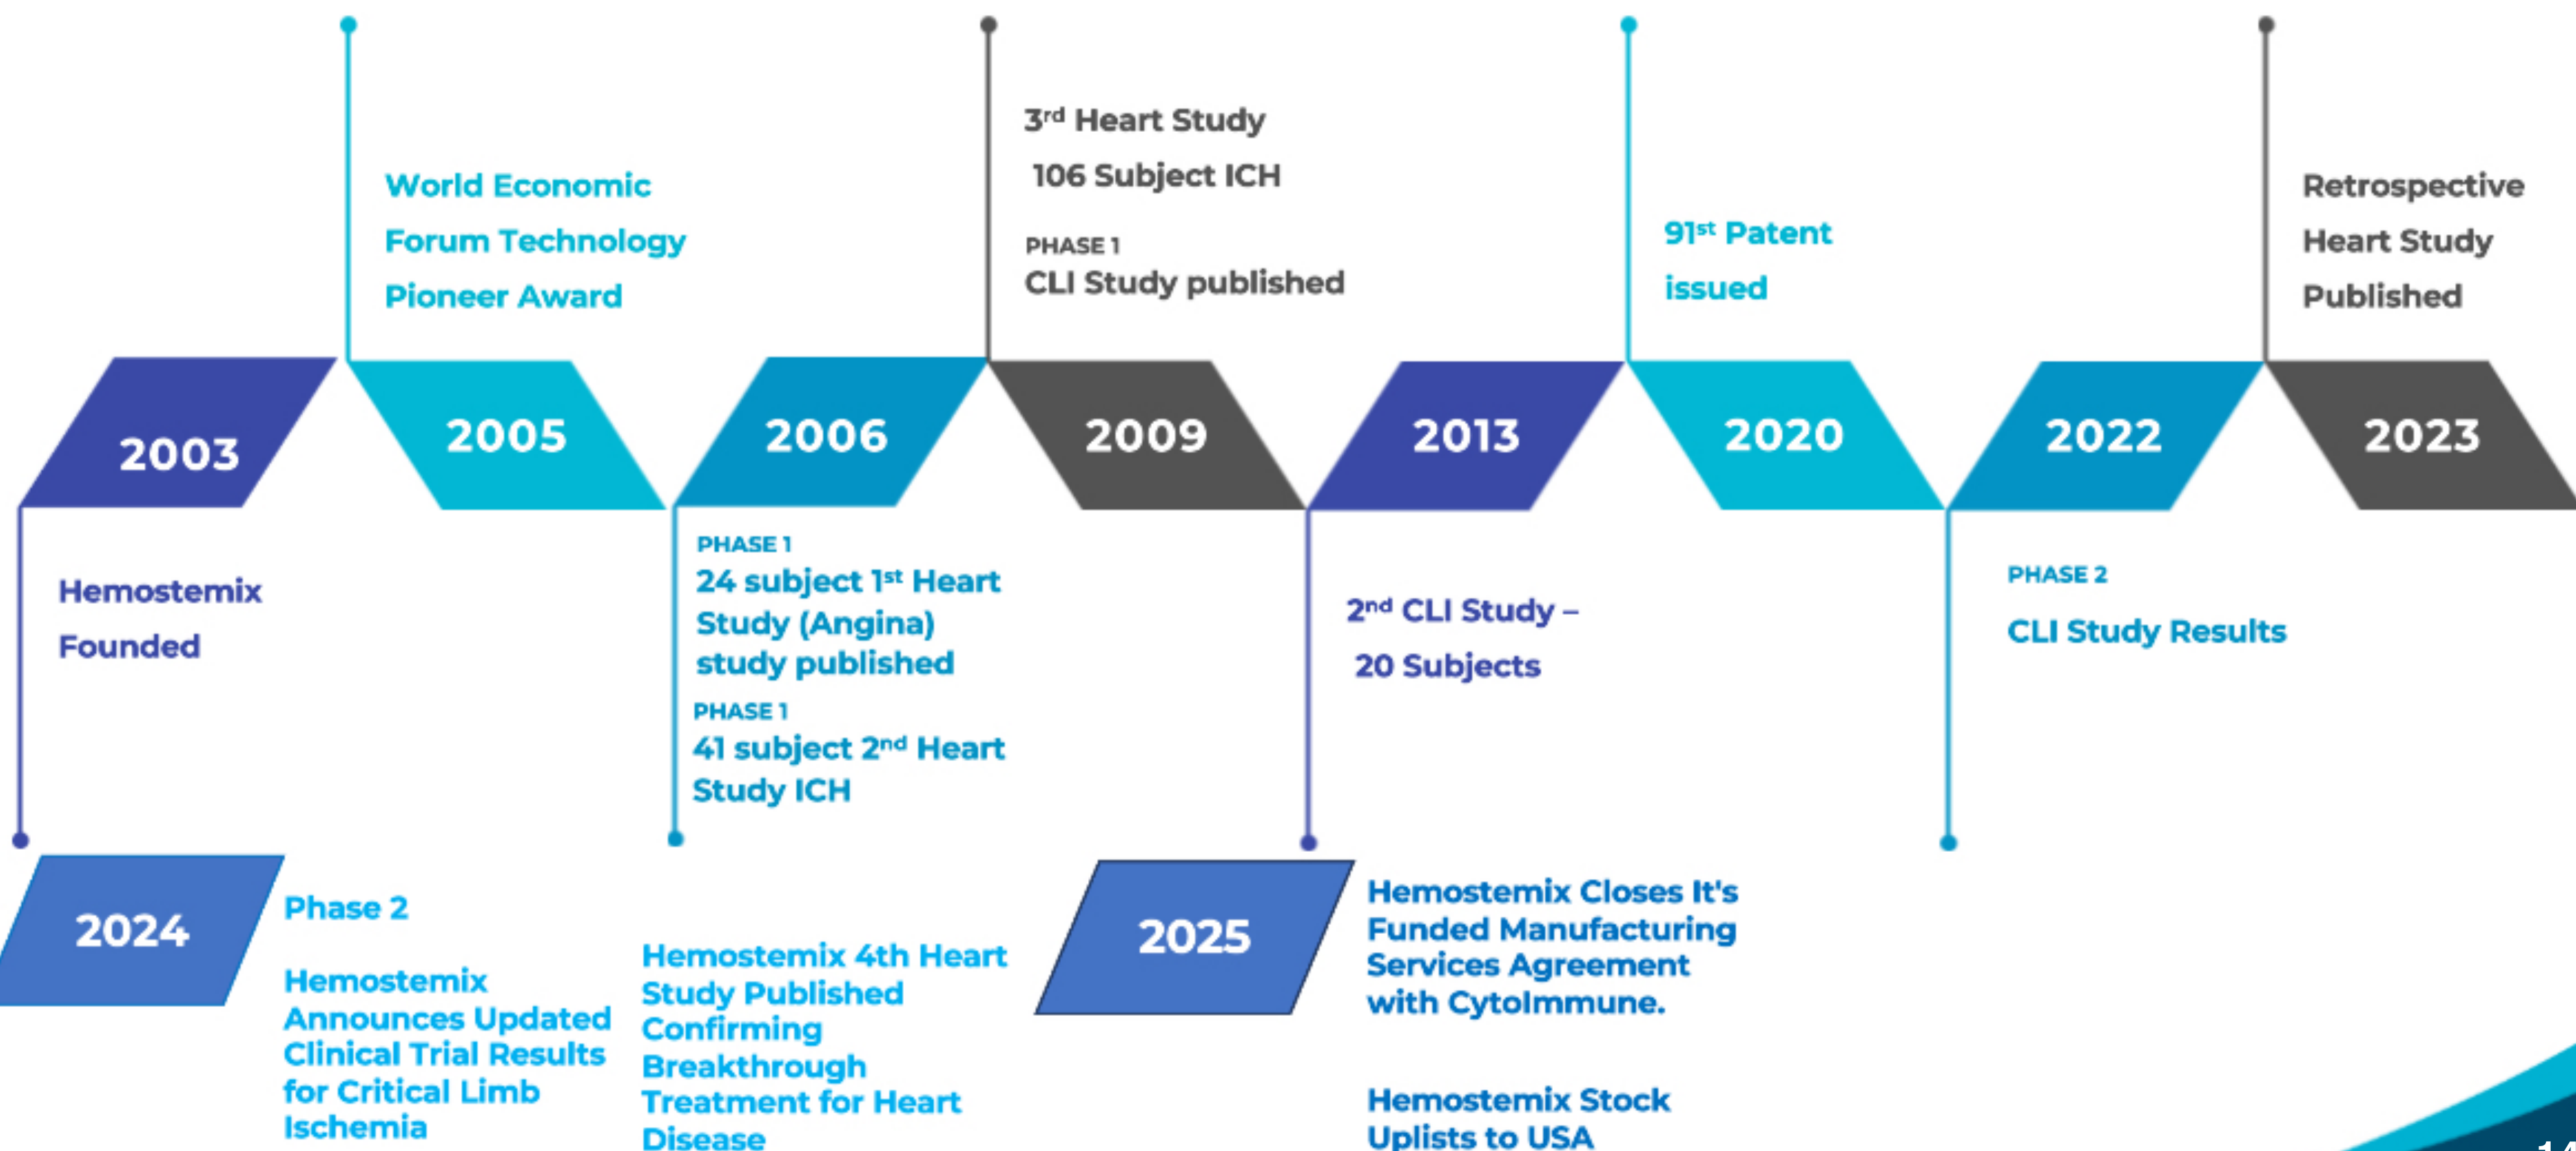 2003
Hemostemix
Founded
2005
World Economic
Forum Technology
Pioneer Award
2006
PHASE 1
24 subject 1st Heart
Study (Angina)
study published
PHASE 1
41 subject 2nd Heart
Study ICH
2009
3rd Heart Study
106 Subject ICH
PHASE 1
CLI Study published
2013
2nd CLI Study –
20 Subjects
2020
91st Patent
issued
2022
PHASE 2
CLI Study Results
2023
Retrospective
Heart Study
Published
2024
Phase 2
Hemostemix
Announces Updated
Clinical Trial Results
for Critical Limb
Ischemia
Hemostemix 4th Heart
Study Published
Confirming
Breakthrough
Treatment for Heart
Disease
2025
Hemostemix Closes It's
Funded Manufacturing
Services Agreement
with CytoImmune.
Hemostemix Stock
Uplists to USA